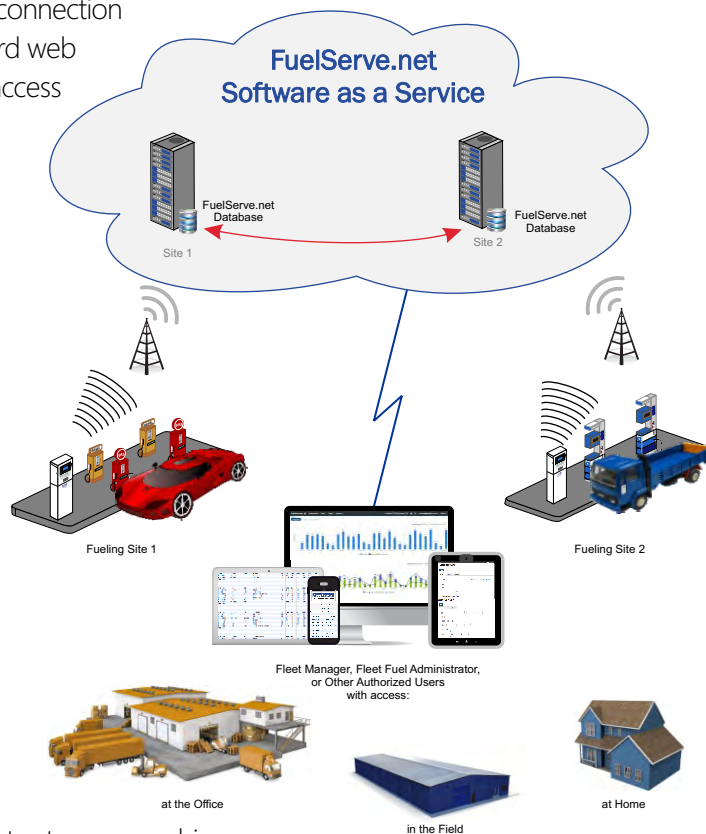 connection
rd web
access
FuelServe.net
Software as a Service
FuelServe.net
Database
Site 1
FuelServe.net
Database
Site 2
Fueling Site 1
Fueling Site 2
Fleet Manager, Fleet Fuel Administrator,
or Other Authorized Users
with access:
at the Office
in the Field
at Home